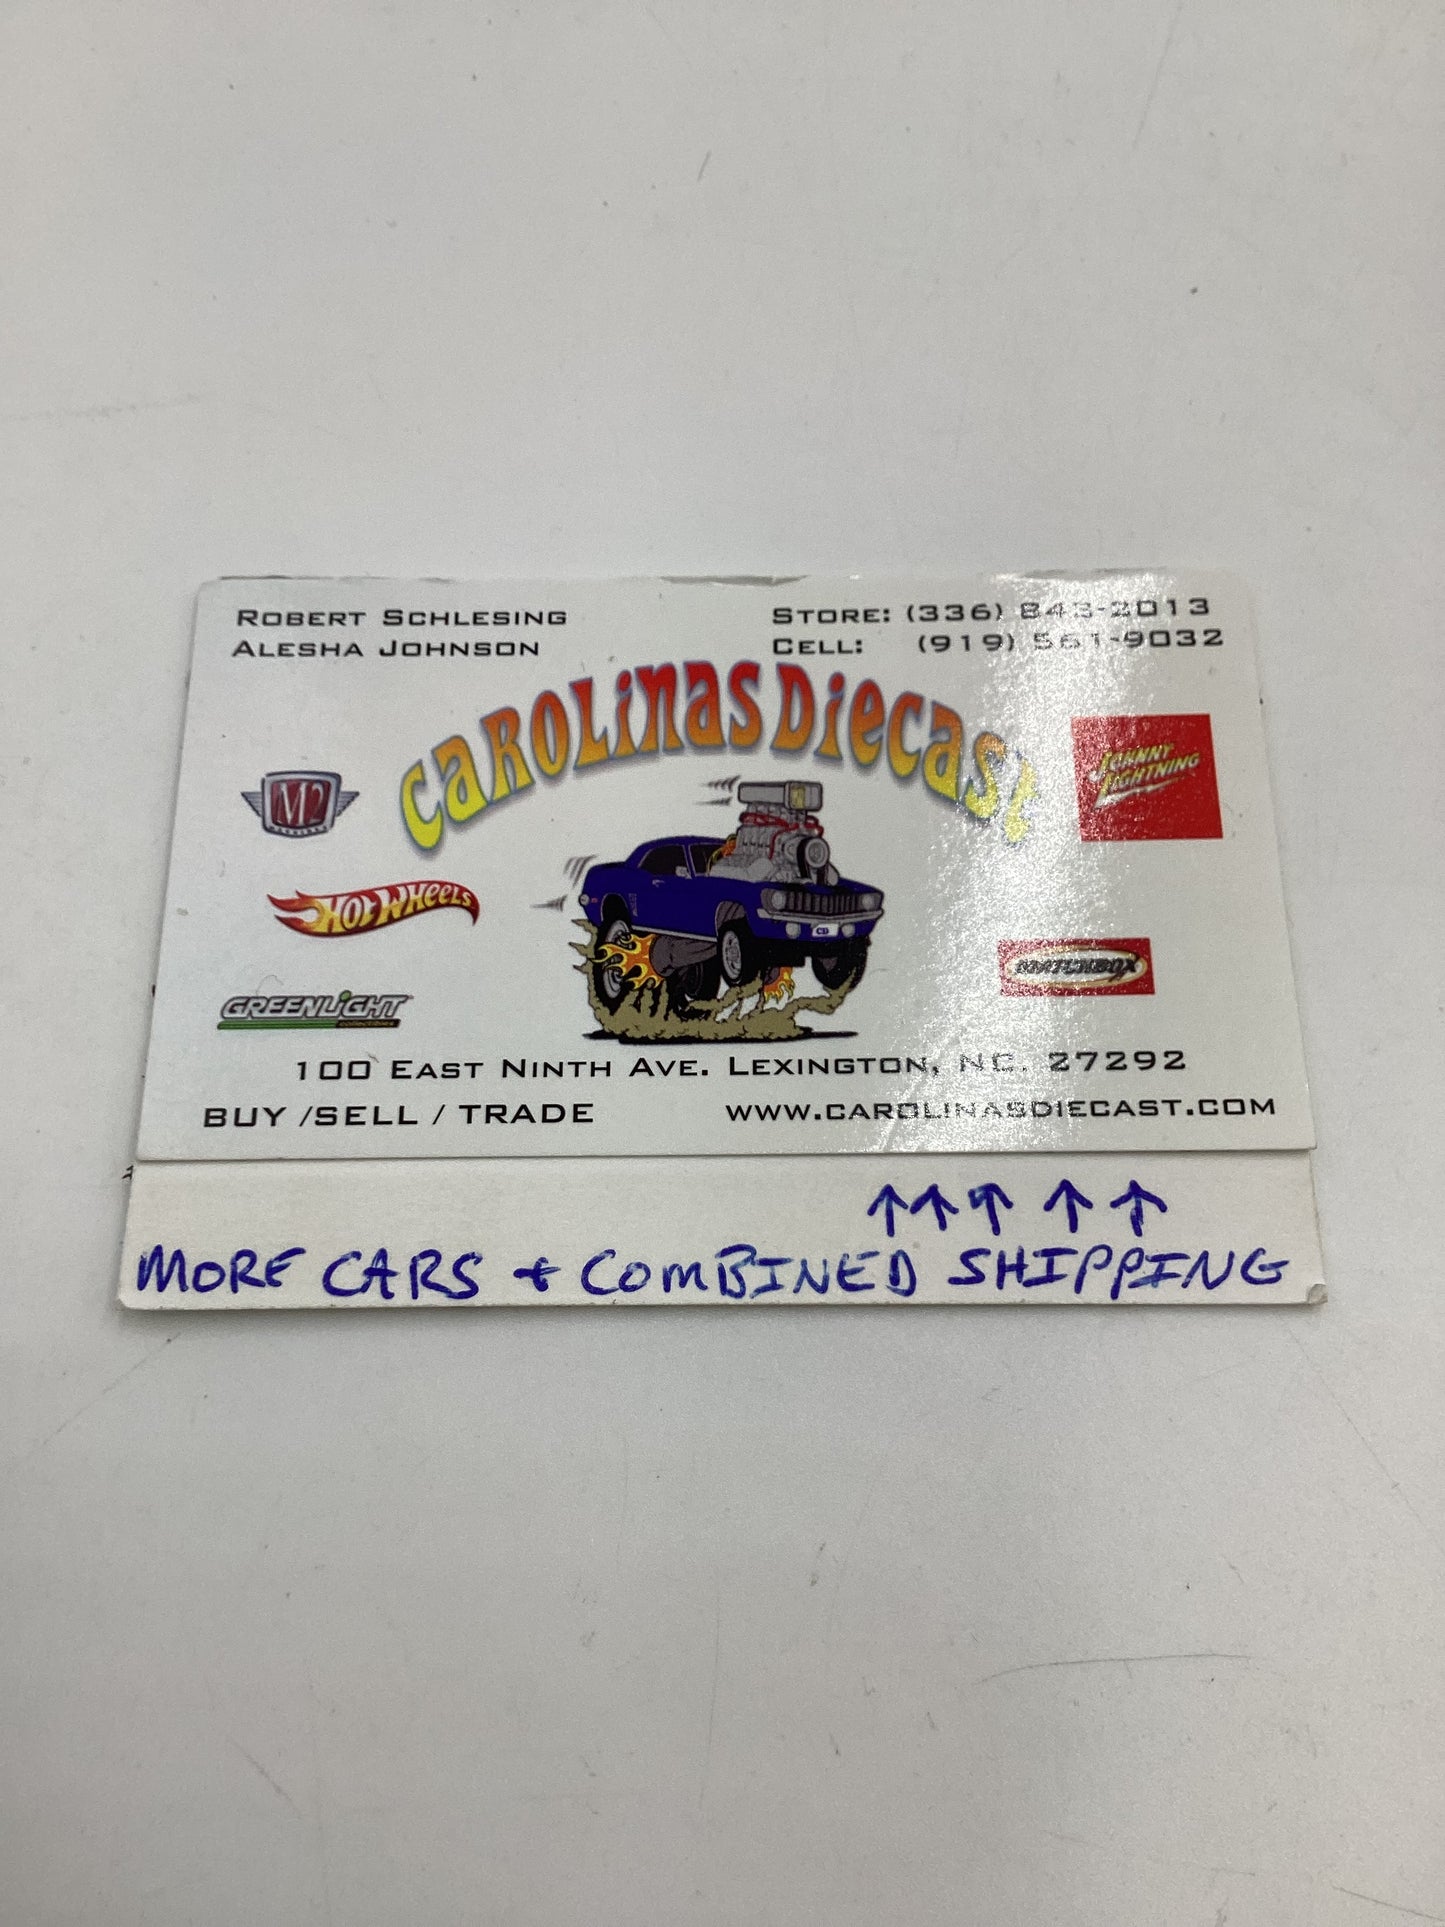 ROBERT SCHLESING
ALESHA JOHNSON
STORE: (336) 843-2013
CELL: (919) 561-9032
CAROLINAS DIECAST
M2
JOHNNY LIGHTNING
HOT WHEELS
CD
MATCHBOX
GREENLIGHT
COLLECTIBLES
100 EAST NINTH AVE. LEXINGTON, NC. 27292
BUY /SELL / TRADE
WWW.CAROLINASDIECAST.COM
↑ ↑ ↑ ↑ ↑
MORE CARS + COMBINED SHIPPING